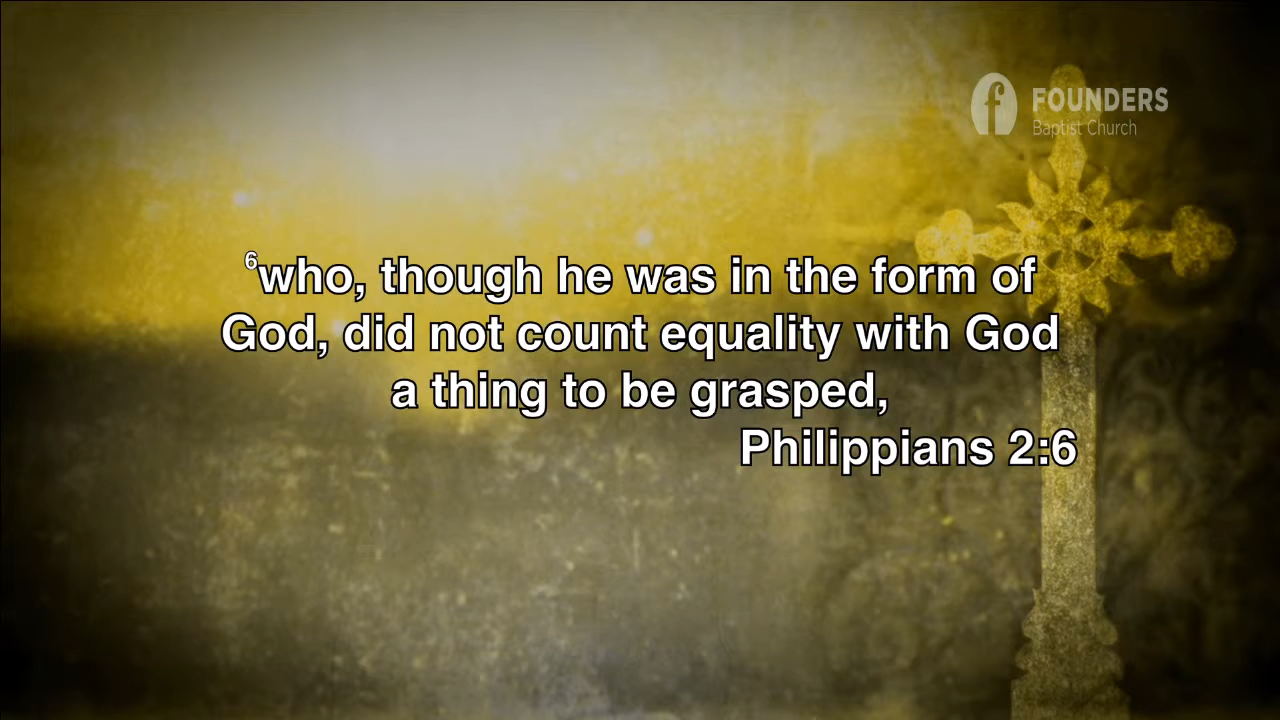 FOUNDERS
Baptist Church
6who, though he was in the form of
God, did not count equality with God
a thing to be grasped,
Philippians 2:6